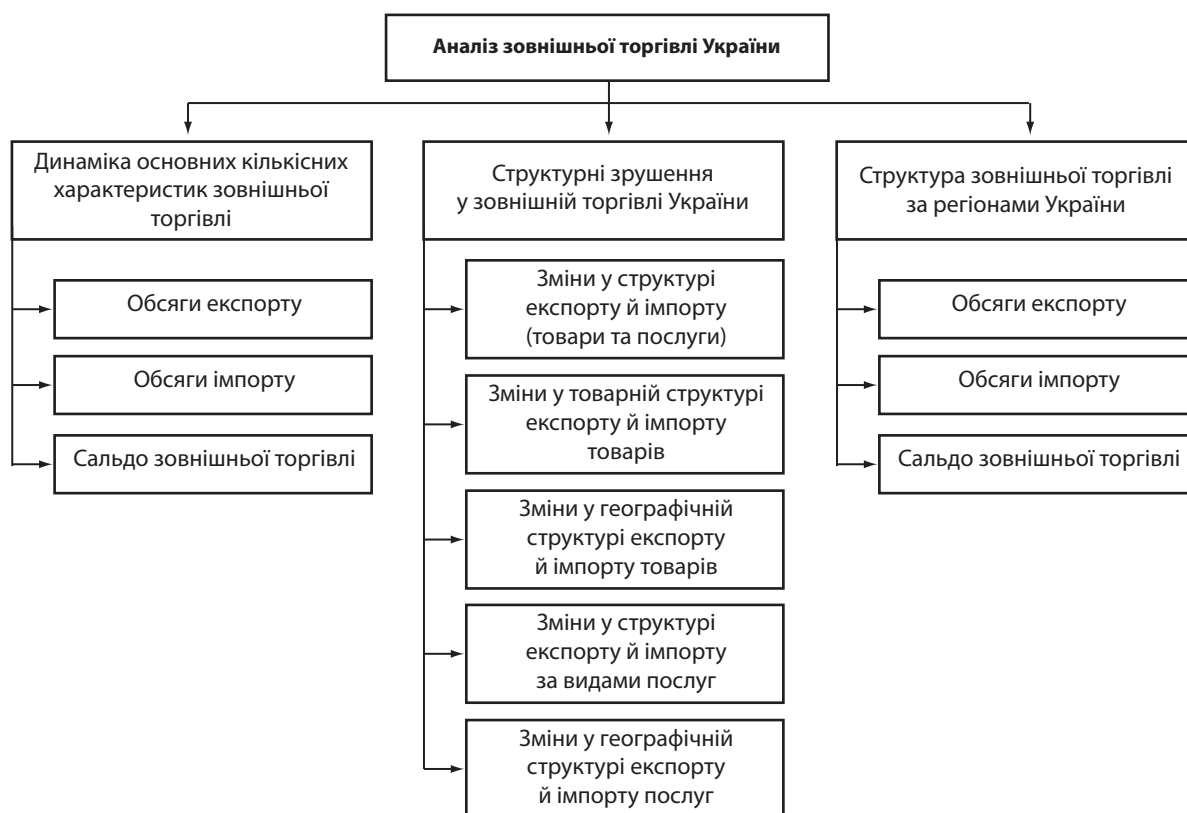 Аналіз зовнішньої торгівлі України
Динаміка основних кількісних
характеристик зовнішньої
торгівлі
Обсяги експорту
Обсяги імпорту
Сальдо зовнішньої торгівлі
Структурні зрушення
у зовнішній торгівлі України
Зміни у структурі
експорту й імпорту
(товари та послуги)
Зміни у товарній структурі
експорту й імпорту
товарів
Зміни у географічній
структурі експорту
й імпорту товарів
Зміни у структурі
експорту й імпорту
за видами послуг
Зміни у географічній
структурі експорту
й імпорту послуг
Структура зовнішньої торгівлі
за регіонами України
Обсяги експорту
Обсяги імпорту
Сальдо зовнішньої торгівлі